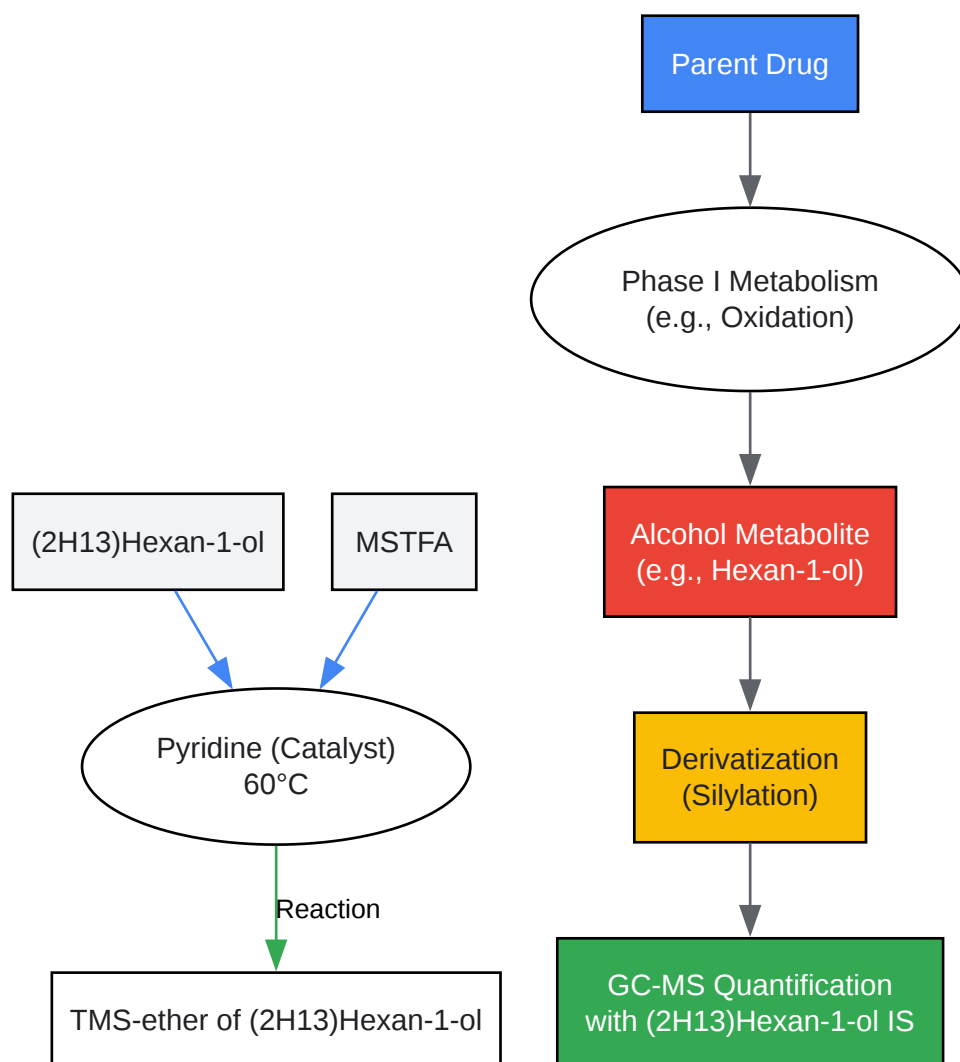 Parent Drug
Phase I Metabolism
(e.g., Oxidation)
(2H13)Hexan-1-ol
MSTFA
Alcohol Metabolite
(e.g., Hexan-1-ol)
Pyridine (Catalyst)
60°C
Derivatization
(Silylation)
Reaction
TMS-ether of (2H13)Hexan-1-ol
GC-MS Quantification
with (2H13)Hexan-1-ol IS